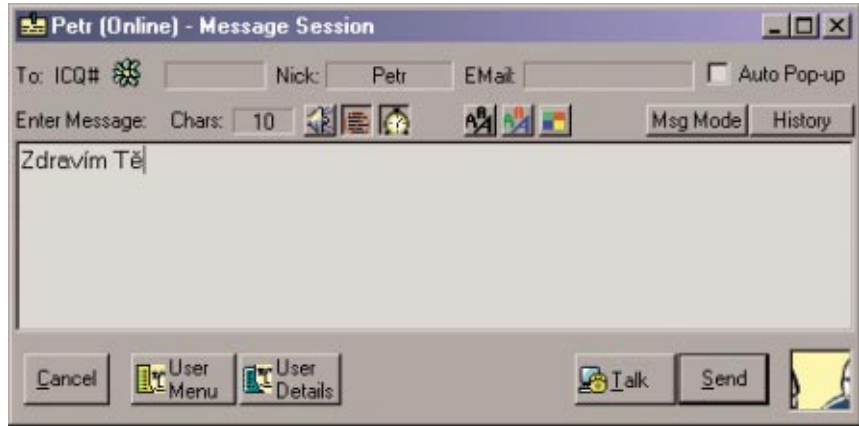 Petr (Online) - Message Session
To: ICQ# Nick: Petr EMail: Auto Pop-up
Enter Message: Chars: 10 Msg Mode History
Zdravím Tě
Cancel User Menu User Details Talk Send